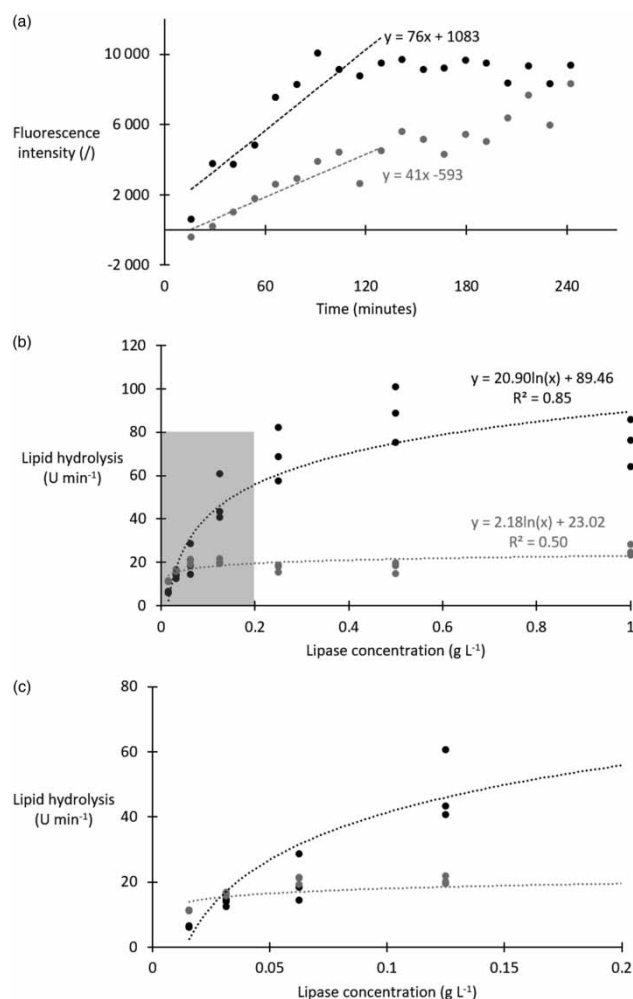 (a)
10 000
y = 76x + 1083
Fluorescence
intensity (/)
6 000
2 000
y = 41x -593
-2 000
0
60
120
180
240
Time (minutes)
(b)
120
100
y = 20.90ln(x) + 89.46
R² = 0.85
80
Lipid hydrolysis
(U min⁻¹)
60
40
y = 2.18ln(x) + 23.02
R² = 0.50
20
0
0
0.2
0.4
0.6
0.8
1
Lipase concentration (g L⁻¹)
(c)
80
60
Lipid hydrolysis
(U min⁻¹)
40
20
0
0
0.05
0.1
0.15
0.2
Lipase concentration (g L⁻¹)